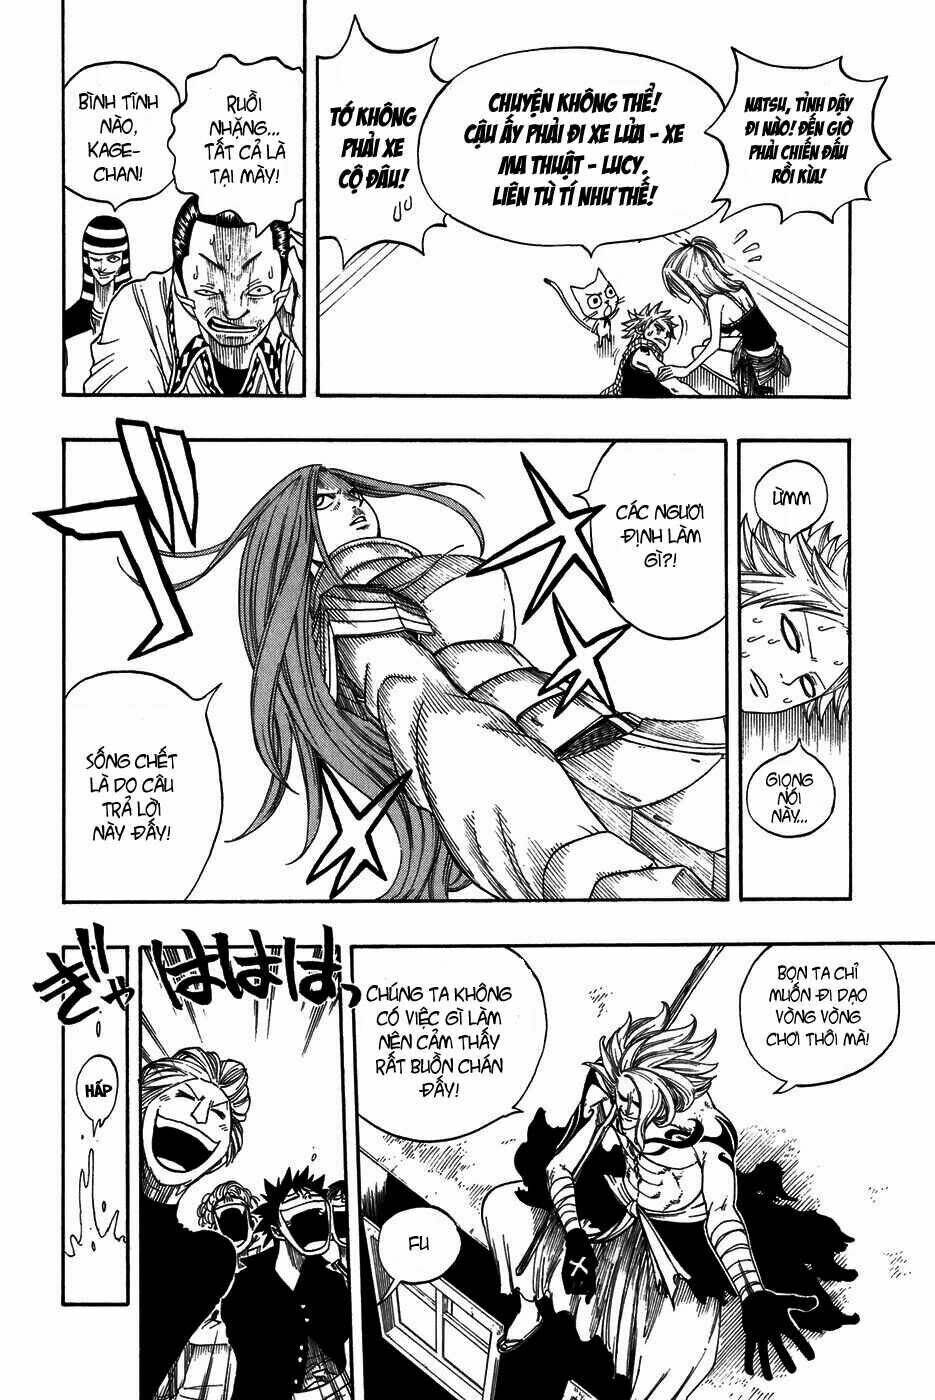 NATSU, TỈNH DẬY
ĐI NÀO! ĐẾN GIỜ
PHẢI CHIẾN ĐẤU
RỒI KÌA!
CHUYỆN KHÔNG THỂ!
CẬU ẤY PHẢI ĐI XE LỬA - XE
MA THUẬT - LUCY.
LIÊN TÙ TÍ NHƯ THẾ!
TỚ KHÔNG
PHẢI XE
CỘ ĐÂU!
RUỒI
NHẶNG...
TẤT CẢ LÀ
TẠI MÀY!
BÌNH TĨNH
NÀO,
KAGE-
CHAN!
ỪMM
GIỌNG
NÓI
NÀY...
CÁC NGƯƠI
ĐỊNH LÀM
GÌ?!
SỐNG CHẾT
LÀ DO CÂU
TRẢ LỜI
NÀY ĐẤY!
BỌN TA CHỈ
MUỐN ĐI DẠO
VÒNG VÒNG
CHƠI THÔI MÀ!
CHÚNG TA KHÔNG
CÓ VIỆC GÌ LÀM
NÊN CẢM THẤY
RẤT BUỒN CHÁN
ĐẤY!
FU
はははっ
ぎゃ
HẤP